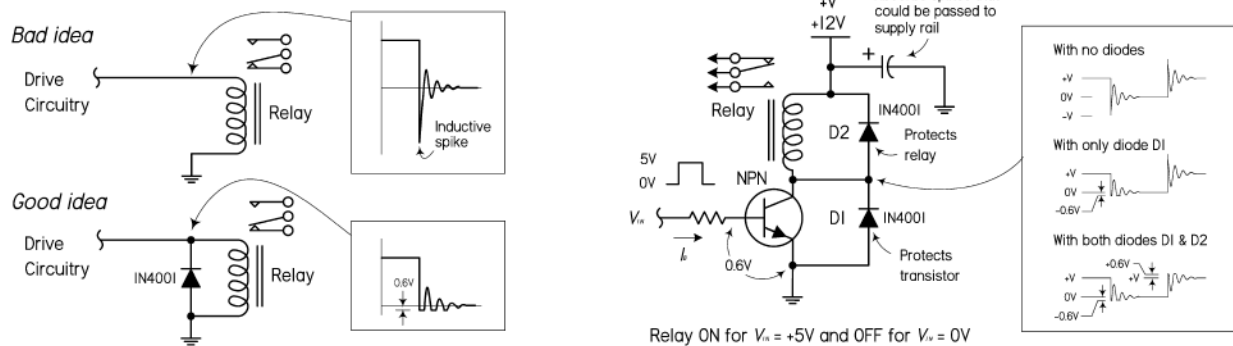 Bad idea
Drive
Circuitry
Relay
Inductive
spike
Good idea
Drive
Circuitry
IN4001
Relay
0.6V
+V
+12V
could be passed to
supply rail
+
Relay
IN4001
D2
Protects
relay
5V
0V
NPN
VIN
IB
0.6V
D1
IN4001
Protects
transistor
With no diodes
+V
0V
-V
With only diode D1
+V
0V
-0.6V
With both diodes D1 & D2
+0.6V
+V
+V
0V
-0.6V
Relay ON for VIN = +5V and OFF for VIN = 0V